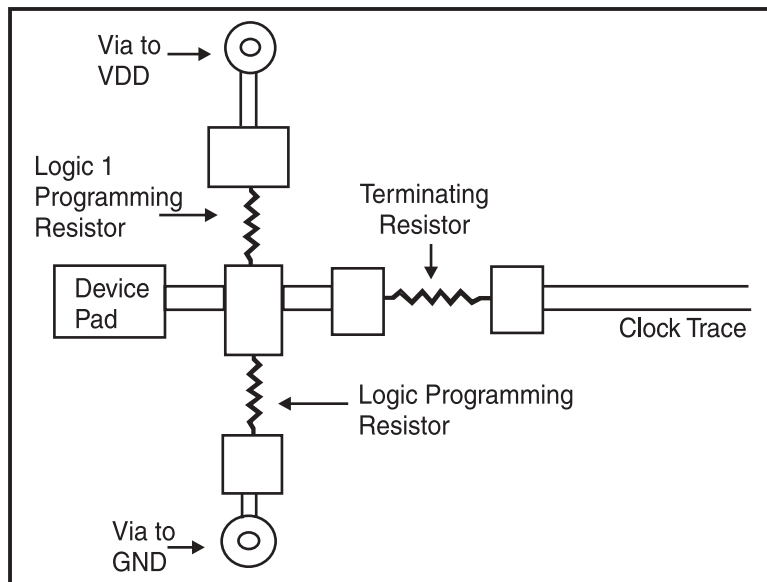 Via to
VDD
Logic 1
Programming
Resistor
Terminating
Resistor
Device
Pad
Clock Trace
Logic Programming
Resistor
Via to
GND